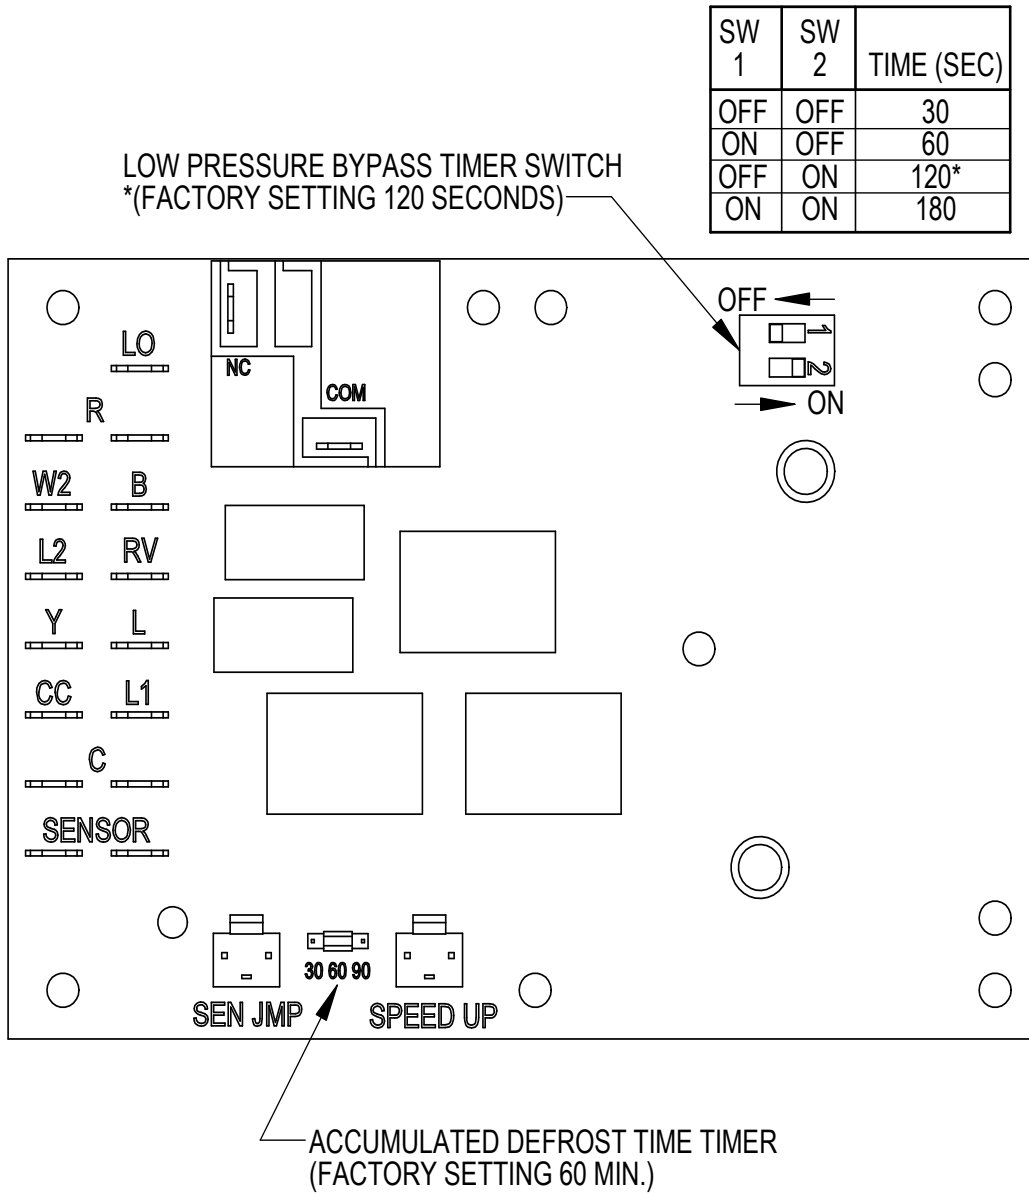 SW 1 SW 2 TIME (SEC)
OFF OFF 30
ON OFF 60
OFF ON 120*
ON ON 180
LOW PRESSURE BYPASS TIMER SWITCH
*(FACTORY SETTING 120 SECONDS)
OFF
1
2
ON
NC
COM
LO
R
W2 B
L2 RV
Y L
CC L1
C
SENSOR
30 60 90
SEN JMP SPEED UP
ACCUMULATED DEFROST TIME TIMER
(FACTORY SETTING 60 MIN.)